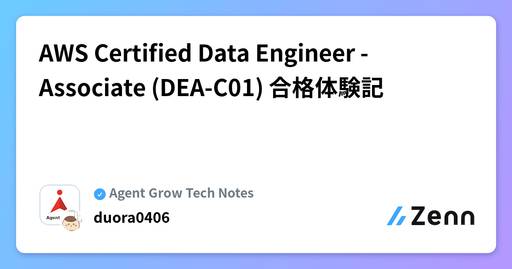 AWS Certified Data Engineer -
Associate (DEA-C01) 合格体験記
Agent Grow Tech Notes
Agent
duora0406
Zenn